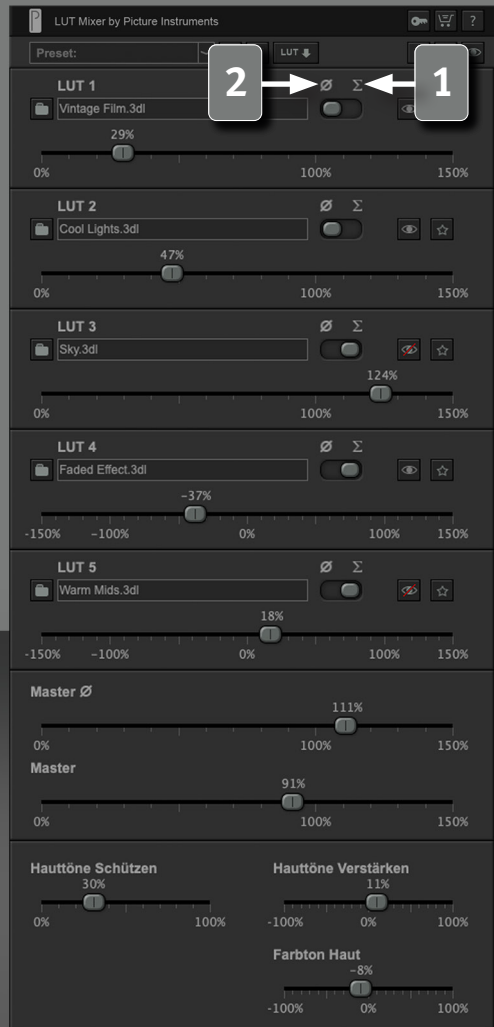 LUT Mixer by Picture Instruments ?
Preset: LUT
2 Ø Σ 1
LUT 1
Vintage Film.3dl
29%
0% 100% 150%
LUT 2 Ø Σ
Cool Lights.3dl
47%
0% 100% 150%
LUT 3 Ø Σ
Sky.3dl
124%
0% 100% 150%
LUT 4 Ø Σ
Faded Effect.3dl
-37%
-150% -100% 0% 100% 150%
LUT 5 Ø Σ
Warm Mids.3dl
18%
-150% -100% 0% 100% 150%
Master Ø
111%
0% 100% 150%
Master
91%
0% 100% 150%
Hauttöne Schützen Hauttöne Verstärken
30% 11%
0% 100% -100% 0% 100%
Farbton Haut
-8%
-100% 0% 100%